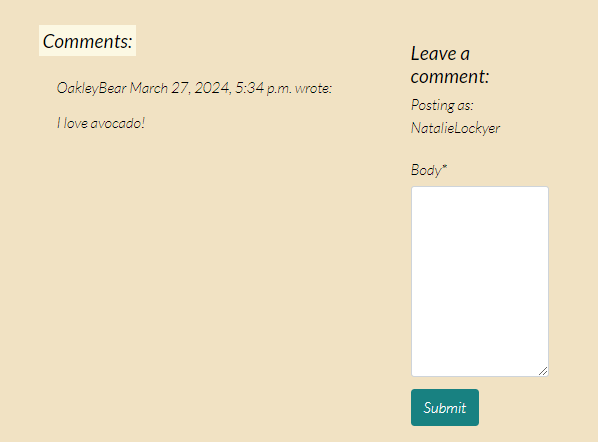 Comments:
OakleyBear March 27, 2024, 5:34 p.m. wrote:
I love avocado!
Leave a
comment:
Posting as:
NatalieLockyer
Body*
Submit